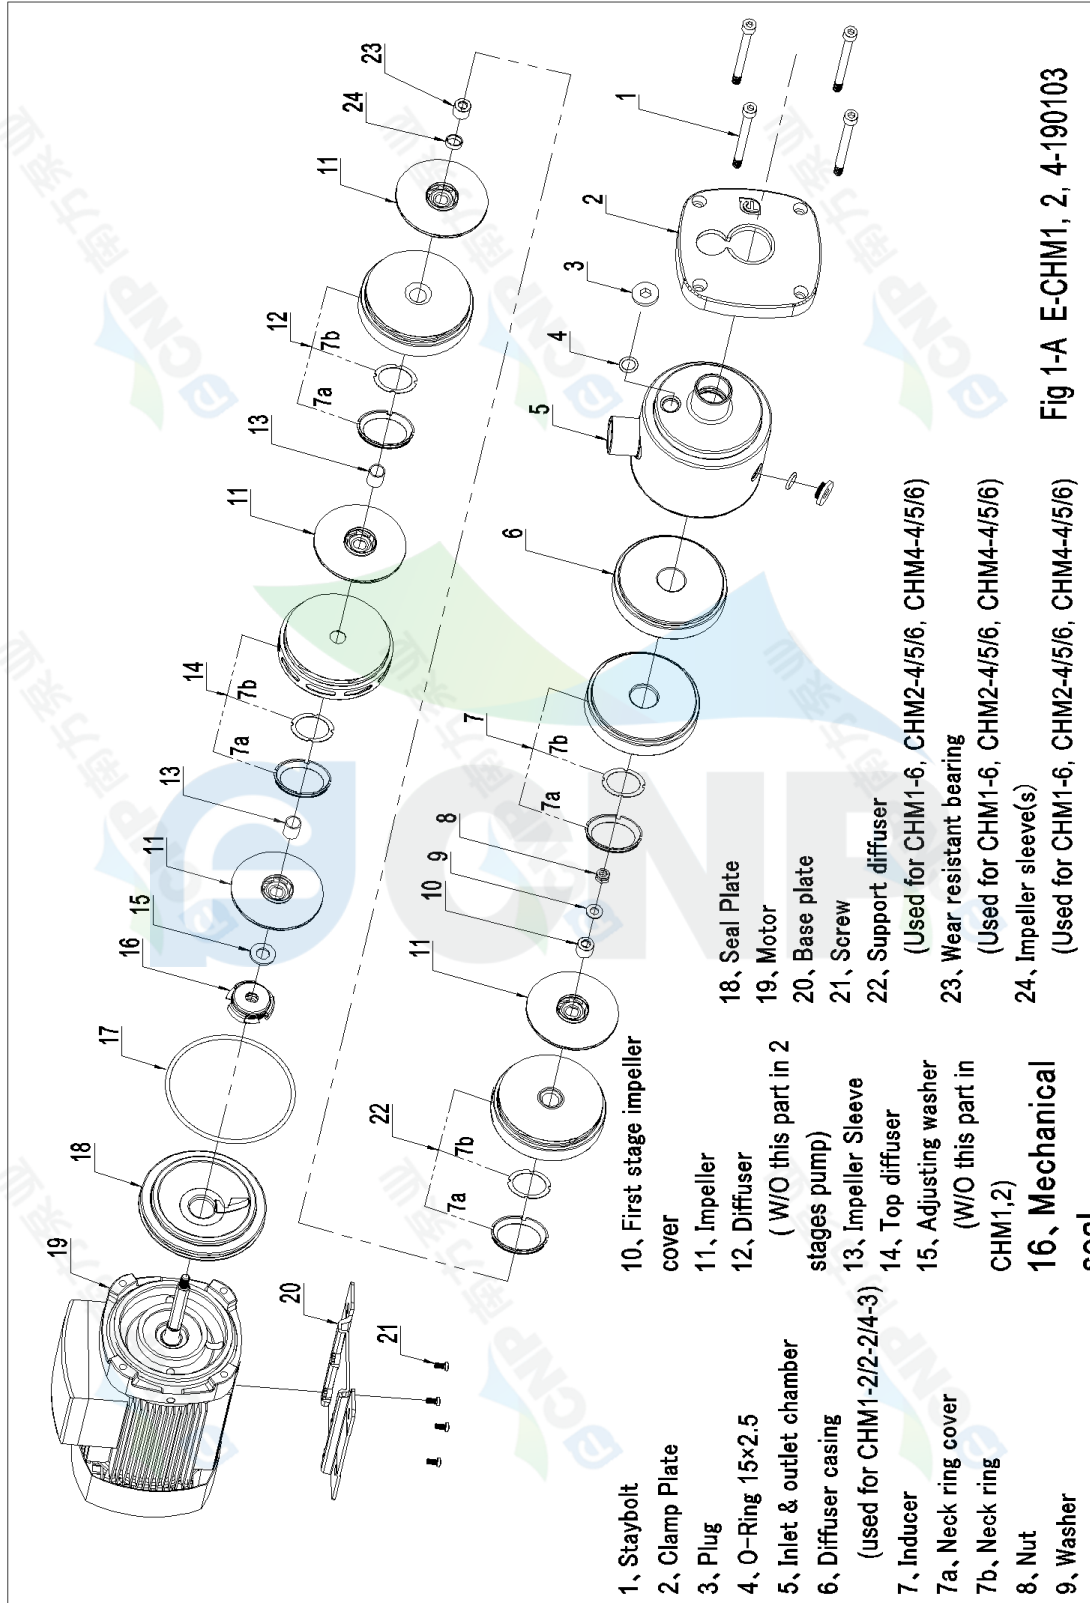 1、Staybolt
2、Clamp Plate
3、Plug
4、O-Ring 15×2.5
5、Inlet & outlet chamber
6、Diffuser casing
(used for CHM1-2/2-2/4-3)
7、Inducer
7a、Neck ring cover
7b、Neck ring
8、Nut
9、Washer
10、First stage impeller
cover
11、Impeller
12、Diffuser
( W/O this part in 2
stages pump)
13、Impeller Sleeve
14、Top diffuser
15、Adjusting washer
(W/O this part in
CHM1,2)
16、Mechanical
18、Seal Plate
19、Motor
20、Base plate
21、Screw
22、Support diffuser
(Used for CHM1-6, CHM2-4/5/6, CHM4-4/5/6)
23、Wear resistant bearing
(Used for CHM1-6, CHM2-4/5/6, CHM4-4/5/6)
24、Impeller sleeve(s)
(Used for CHM1-6, CHM2-4/5/6, CHM4-4/5/6)
Fig 1-A E-CHM1, 2, 4-190103
19
18
17
16
15
11
13
14
7a
7b
11
13
12
7a
7b
11
24
23
20
21
22
7a
7b
11
10
9
8
7
7a
7b
6
5
4
3
2
1
CNP
CNP南方泵业